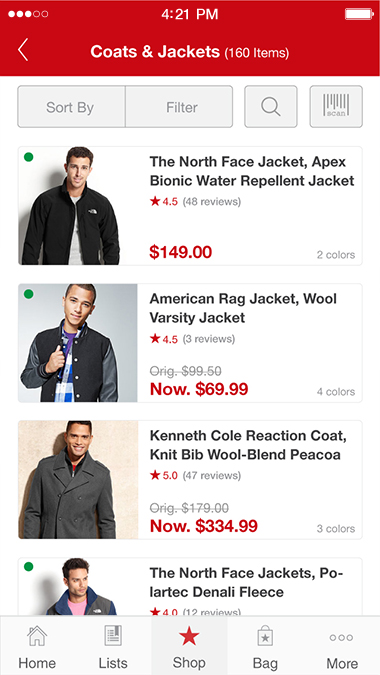 4:21 PM
Coats & Jackets (160 Items)
Sort By
Filter
scan
The North Face Jacket, Apex
Bionic Water Repellent Jacket
4.5 (48 reviews)
$149.00
2 colors
American Rag Jacket, Wool
Varsity Jacket
4.5 (3 reviews)
Orig. $99.50
Now. $69.99
4 colors
Kenneth Cole Reaction Coat,
Knit Bib Wool-Blend Peacoa
5.0 (47 reviews)
Orig. $179.00
Now. $334.99
3 colors
The North Face Jackets, Po-
lartec Denali Fleece
4.0 (12 reviews)
Home
Lists
Shop
Bag
More